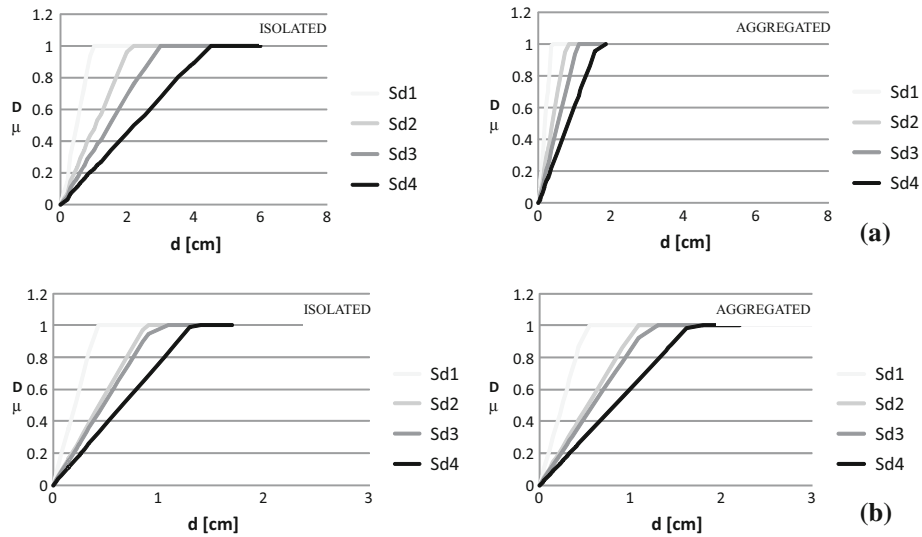 1.2
1
0.8
0.6
0.4
0.2
0
D
μ
0 2 4 6 8
d [cm]
ISOLATED
Sd1
Sd2
Sd3
Sd4
1.2
1
0.8
0.6
0.4
0.2
0
D
μ
0 1 2 3 4 5 6 7 8
d [cm]
AGGREGATED
Sd1
Sd2
Sd3
Sd4
(a)
1.2
1
0.8
0.6
0.4
0.2
0
D
μ
0 1 2 3
d [cm]
ISOLATED
Sd1
Sd2
Sd3
Sd4
1.2
1
0.8
0.6
0.4
0.2
0
D
μ
0 1 2 3
d [cm]
AGGREGATED
Sd1
Sd2
Sd3
Sd4
(b)